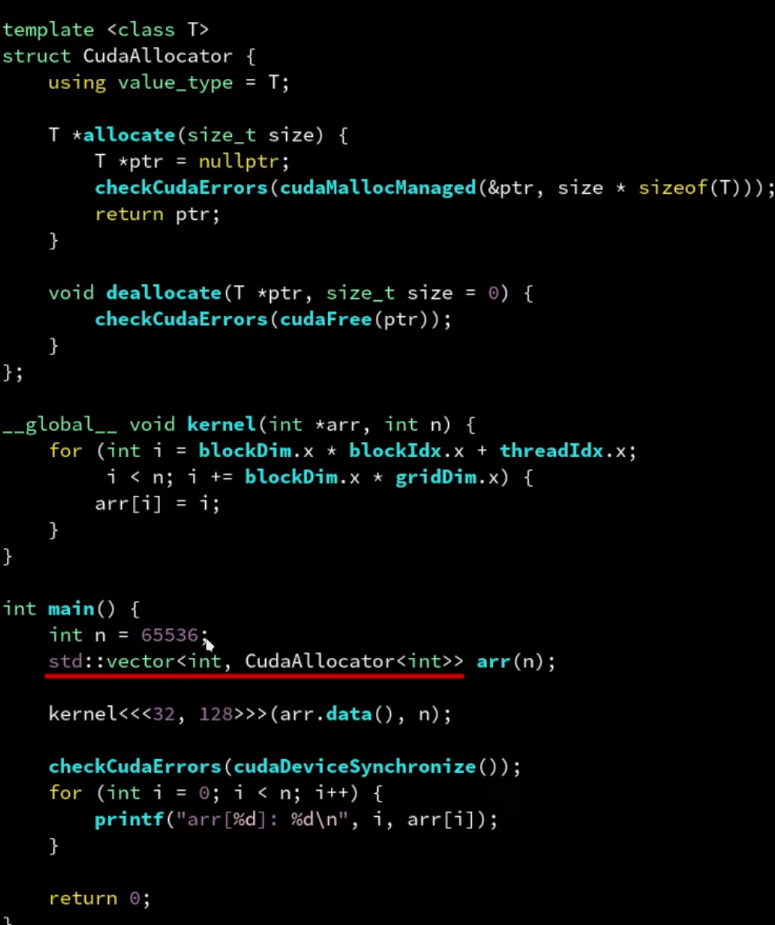 template <class T>
struct CudaAllocator {
    using value_type = T;

    T *allocate(size_t size) {
        T *ptr = nullptr;
        checkCudaErrors(cudaMallocManaged(&ptr, size * sizeof(T)));
        return ptr;
    }

    void deallocate(T *ptr, size_t size = 0) {
        checkCudaErrors(cudaFree(ptr));
    }
};

__global__ void kernel(int *arr, int n) {
    for (int i = blockDim.x * blockIdx.x + threadIdx.x;
         i < n; i += blockDim.x * gridDim.x) {
        arr[i] = i;
    }
}

int main() {
    int n = 65536;
    std::vector<int, CudaAllocator<int>> arr(n);

    kernel<<<32, 128>>>(arr.data(), n);

    checkCudaErrors(cudaDeviceSynchronize());
    for (int i = 0; i < n; i++) {
        printf("arr[%d]: %d\n", i, arr[i]);
    }

    return 0;
}